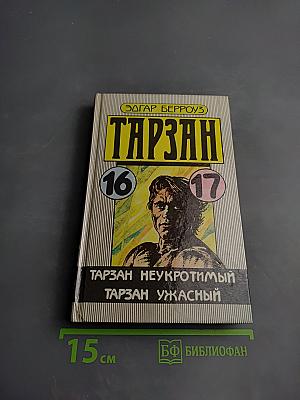 ЭДГАР БЕРРОУЗ
ТАРЗАН
16 17
ТАРЗАН НЕУКРОТИМЫЙ
ТАРЗАН УЖАСНЫЙ
15 см БФ БИБЛИОФАН